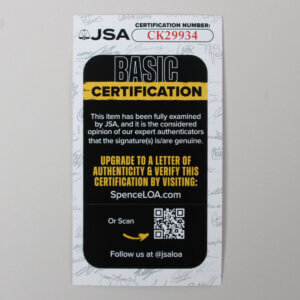 CERTIFICATION NUMBER:
JSA CK29934
BASIC
CERTIFICATION
This item has been fully examined
by JSA, and it is the considered
opinion of our expert authenticators
that the signature(s) is/are genuine.
UPGRADE TO A LETTER OF
AUTHENTICITY & VERIFY THIS
CERTIFICATION BY VISITING:
SpenceLOA.com
Or Scan
Follow us at @jsaloa